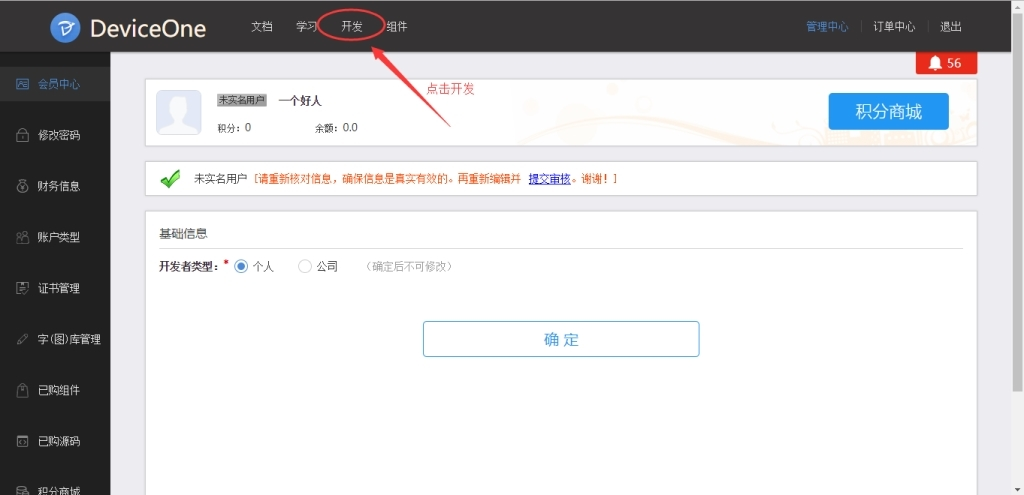 DeviceOne
文档 学习 开发 组件
管理中心 订单中心 退出
56
会员中心
修改密码
财务信息
账户类型
证书管理
字(图)库管理
已购组件
已购源码
积分商城
点击开发
未实名用户 一个好人
积分：0 余额：0.0
积分商城
未实名用户 [请重新核对信息，确保信息是真实有效的。再重新编辑并 提交审核。谢谢！]
基础信息
开发者类型：* 个人 公司 （确定后不可修改）
确 定